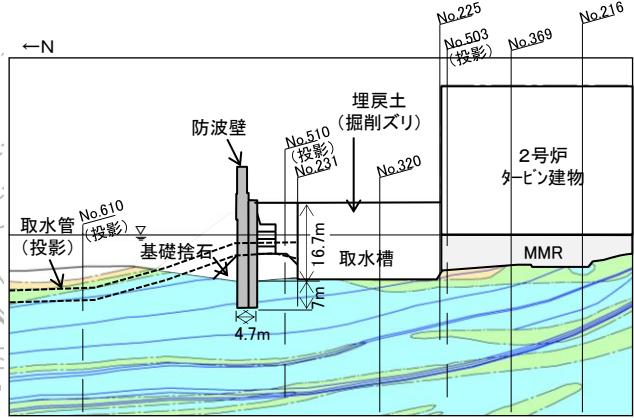 ←N
No.225
No.503
(投影)
No.369
No.216
埋戻土
(掘削ズリ)
防波壁
No.510
(投影)
No.231
No.320
2号炉
タービン建物
取水管
(投影)
No.610
(投影)
基礎捨石
16.7m
取水槽
MMR
7m
4.7m